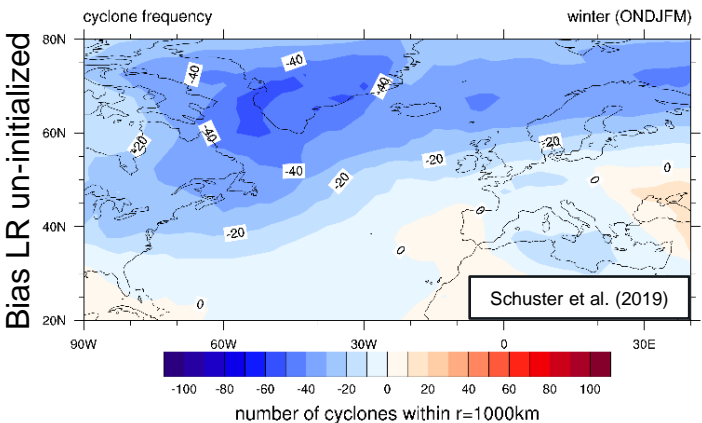 cyclone frequency winter (ONDJFM)
Bias LR un-initialized
80N
60N
40N
20N
-40
-40
-40
-40
-20
-40
-20
-20
-20
-20
0
0
0
0
0
Schuster et al. (2019)
90W 60W 30W 0 30E
-100 -80 -60 -40 -20 0 20 40 60 80 100
number of cyclones within r=1000km